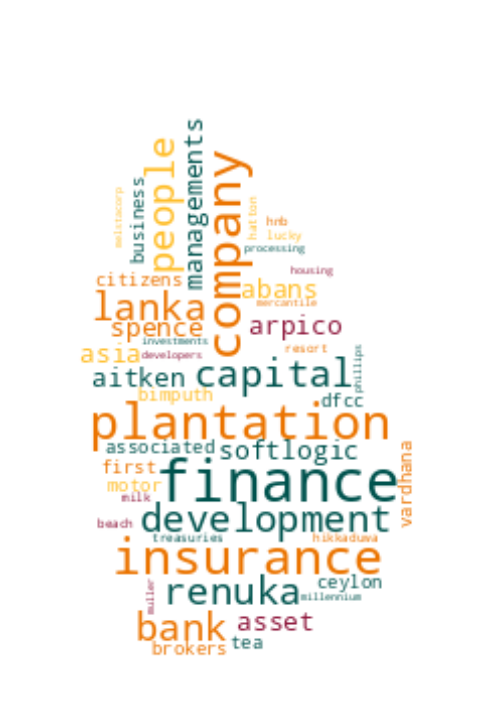 melstacorp
business
people
managements
company
hatton
hnb
lucky
processing
housing
citizens
abans
mercantile
lanka
spence
arpico
investments
asia
developers
resort
aitken
capital
phillips
bimputh
dfcc
plantation
associated
softlogic
first
finance
vardhana
motor
milk
beach
development
treasuries
hikkaduwa
insurance
muller
renuka
ceylon
millennium
bank
asset
brokers
tea